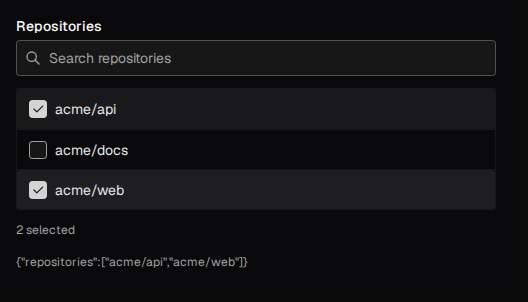 Repositories
Search repositories
acme/api
acme/docs
acme/web
2 selected
{"repositories":["acme/api","acme/web"]}